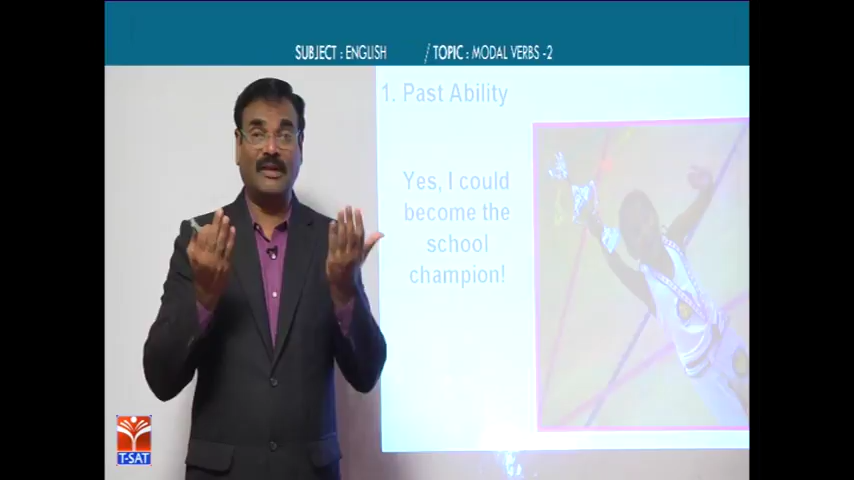 SUBJECT : ENGLISH / TOPIC : MODAL VERBS -2
1. Past Ability
Yes, I could
become the
school
champion!
T-SAT